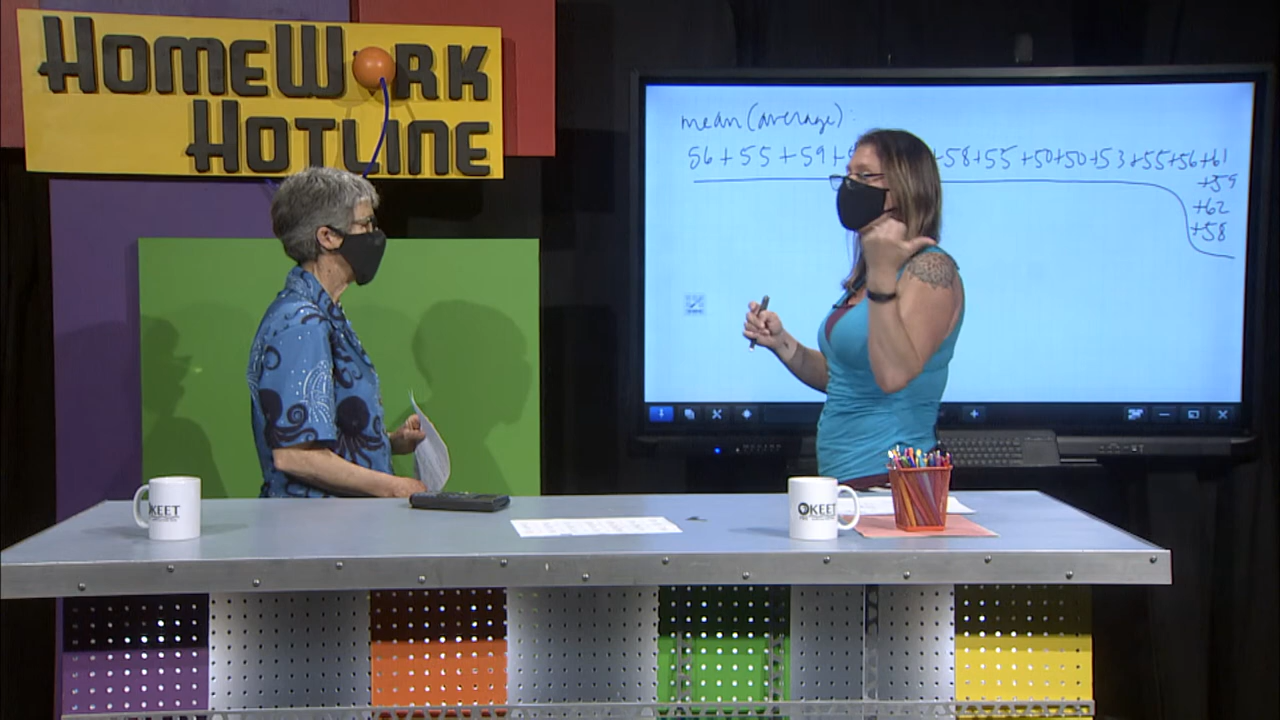 HOMEWORK
HOTLINE
mean (average):
56 + 55 + 59 + +58+55 +50+50+53 +55+56+61
+59
+62
+58
KEET
KEET